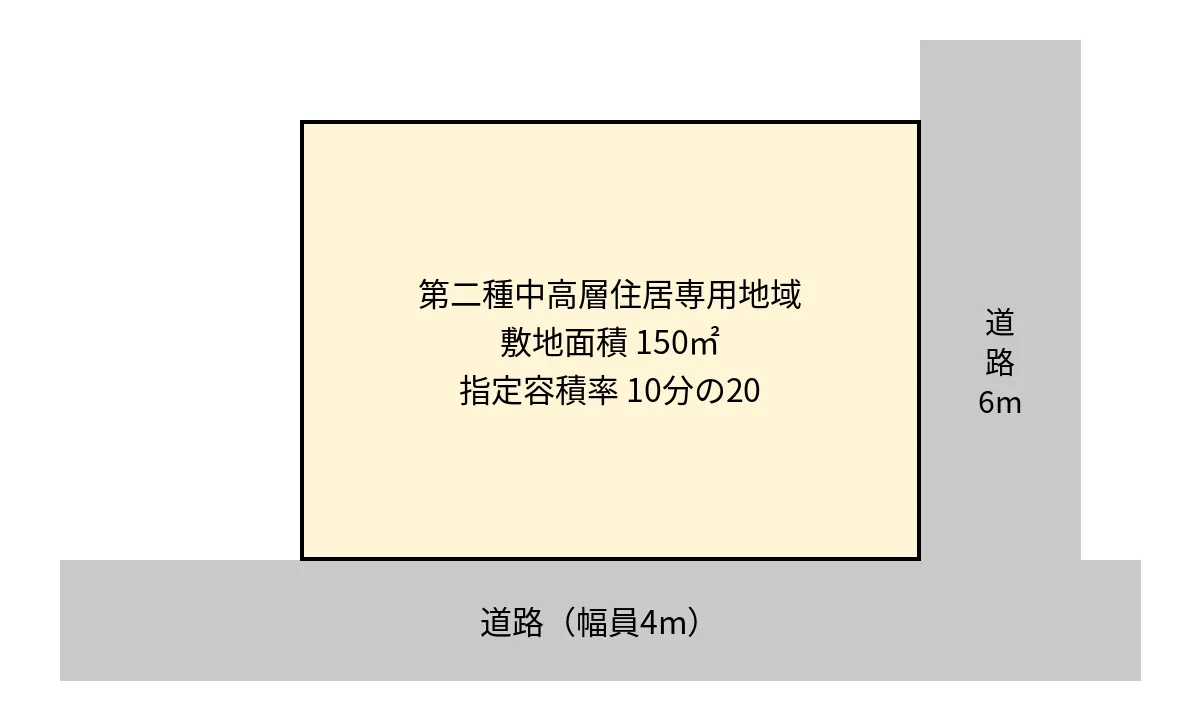 第二種中高層住居専用地域
敷地面積 150㎡
指定容積率 10分の20
道
路
6m
道路（幅員4m）